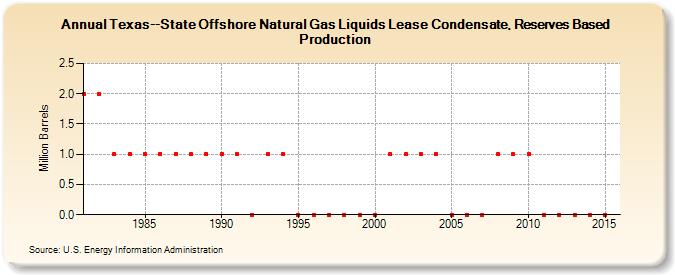 Annual Texas--State Offshore Natural Gas Liquids Lease Condensate, Reserves Based
Production
Million Barrels
2.5
2.0
1.5
1.0
0.5
0.0
1985 1990 1995 2000 2005 2010 2015
Source: U.S. Energy Information Administration